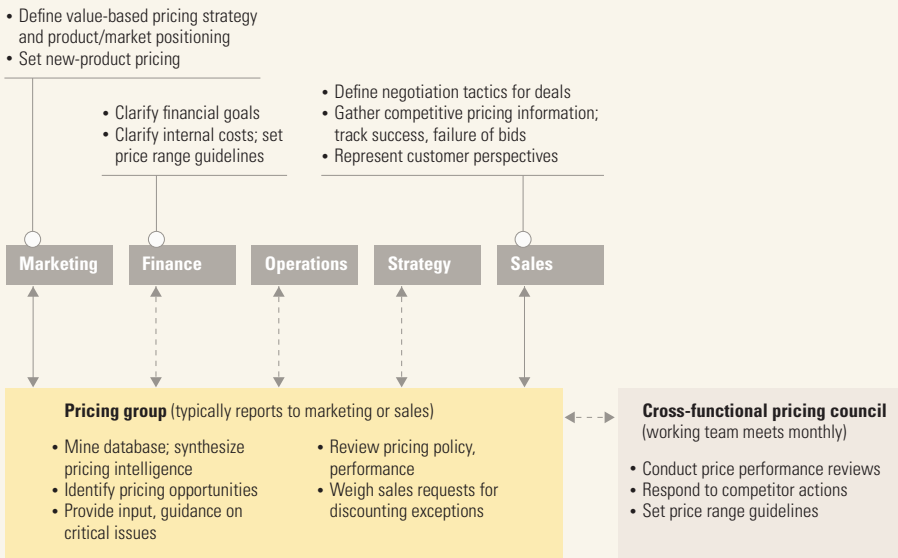 • Define value-based pricing strategy
and product/market positioning
• Set new-product pricing
• Clarify financial goals
• Clarify internal costs; set
price range guidelines
• Define negotiation tactics for deals
• Gather competitive pricing information;
track success, failure of bids
• Represent customer perspectives
Marketing
Finance
Operations
Strategy
Sales
Pricing group (typically reports to marketing or sales)
• Mine database; synthesize
pricing intelligence
• Identify pricing opportunities
• Provide input, guidance on
critical issues
• Review pricing policy,
performance
• Weigh sales requests for
discounting exceptions
Cross-functional pricing council
(working team meets monthly)
• Conduct price performance reviews
• Respond to competitor actions
• Set price range guidelines